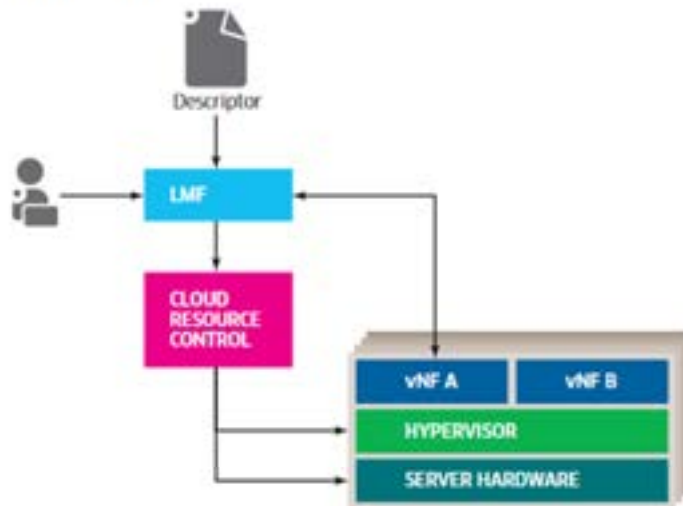 Descriptor
LMF
CLOUD
RESOURCE
CONTROL
vNF A
vNF B
HYPERVISOR
SERVER HARDWARE